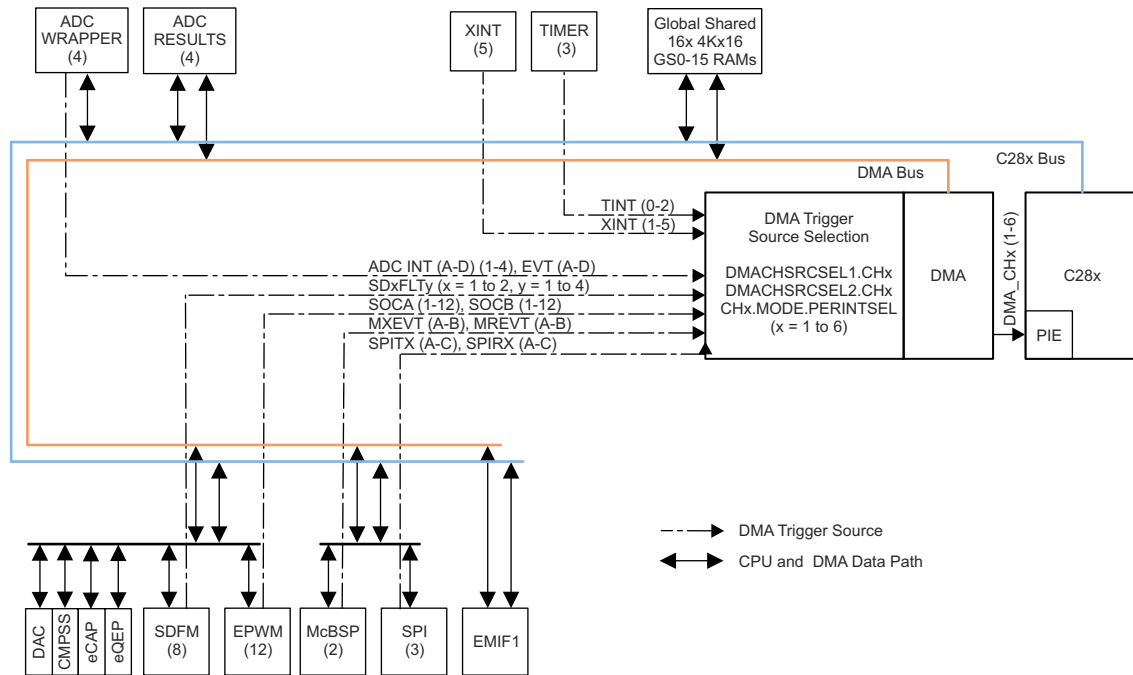 ADC
WRAPPER
(4)
ADC
RESULTS
(4)
XINT
(5)
TIMER
(3)
Global Shared
16x 4Kx16
GS0-15 RAMs
C28x Bus
DMA Bus
TINT (0-2)
XINT (1-5)
ADC INT (A-D) (1-4), EVT (A-D)
SDxFLTy (x = 1 to 2, y = 1 to 4)
SOCA (1-12), SOCB (1-12)
MXEVT (A-B), MREVT (A-B)
SPITX (A-C), SPIRX (A-C)
DMA Trigger
Source Selection
DMACHSRCSEL1.CHx
DMACHSRCSEL2.CHx
CHx.MODE.PERINTSEL
(x = 1 to 6)
DMA
DMA_CHx (1-6)
C28x
PIE
DMA Trigger Source
CPU and DMA Data Path
DAC
CMPSS
eCAP
eQEP
SDFM
(8)
EPWM
(12)
McBSP
(2)
SPI
(3)
EMIF1